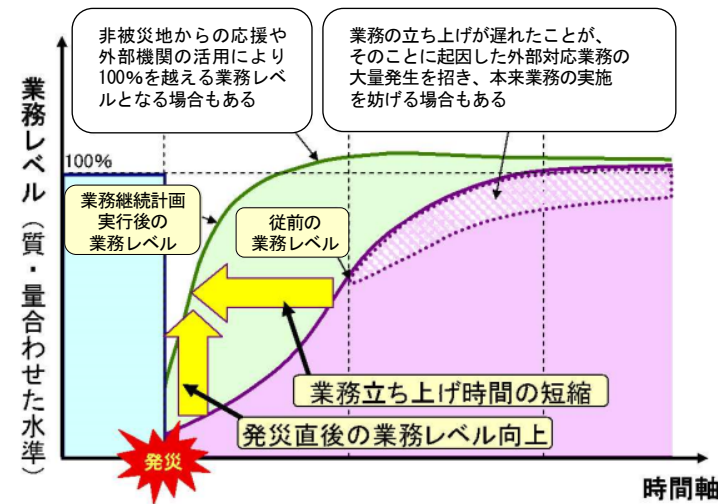 非被災地からの応援や
外部機関の活用により
100%を越える業務レベ
ルとなる場合もある
業務の立ち上げが遅れたことが、
そのことに起因した外部対応業務の
大量発生を招き、本来業務の実施
を妨げる場合もある
業務レベル（質・量合わせた水準）
100%
業務継続計画
実行後の
業務レベル
従前の
業務レベル
業務立ち上げ時間の短縮
発災直後の業務レベル向上
発災
時間軸